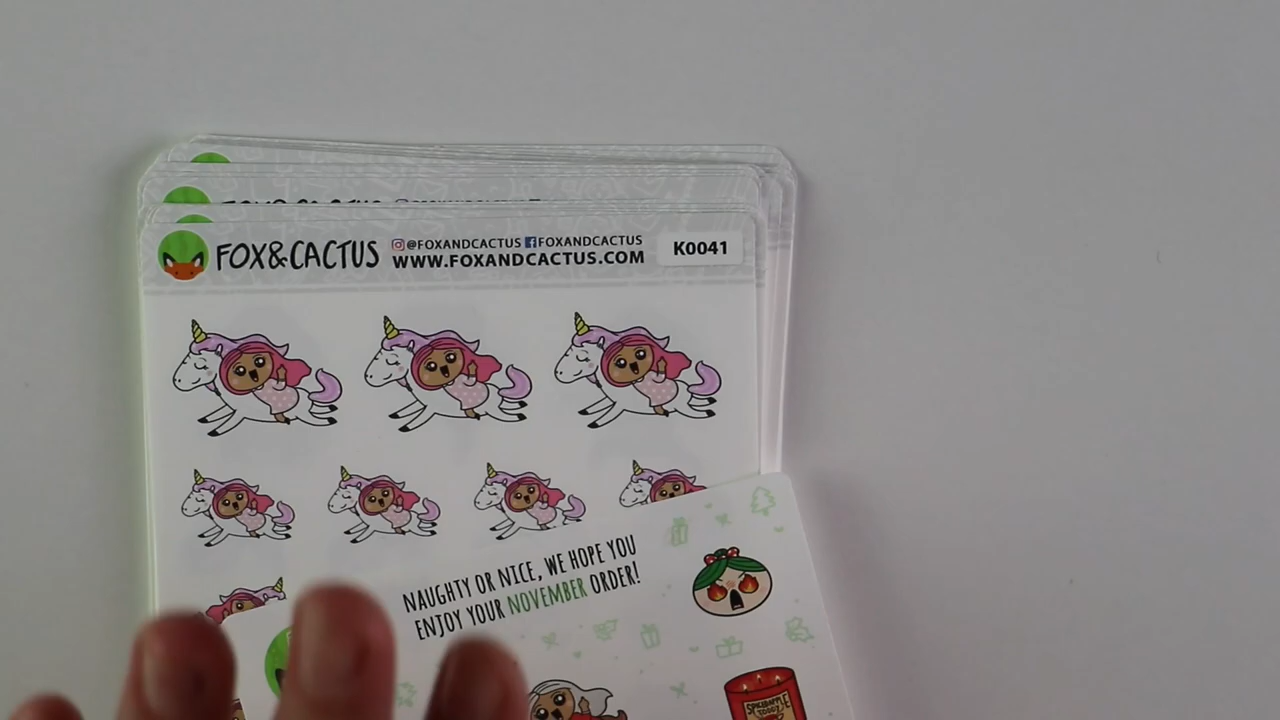 FOX&CACTUS
@FOXANDCACTUS FOXANDCACTUS
WWW.FOXANDCACTUS.COM
K0041
NAUGHTY OR NICE, WE HOPE YOU
ENJOY YOUR NOVEMBER ORDER!